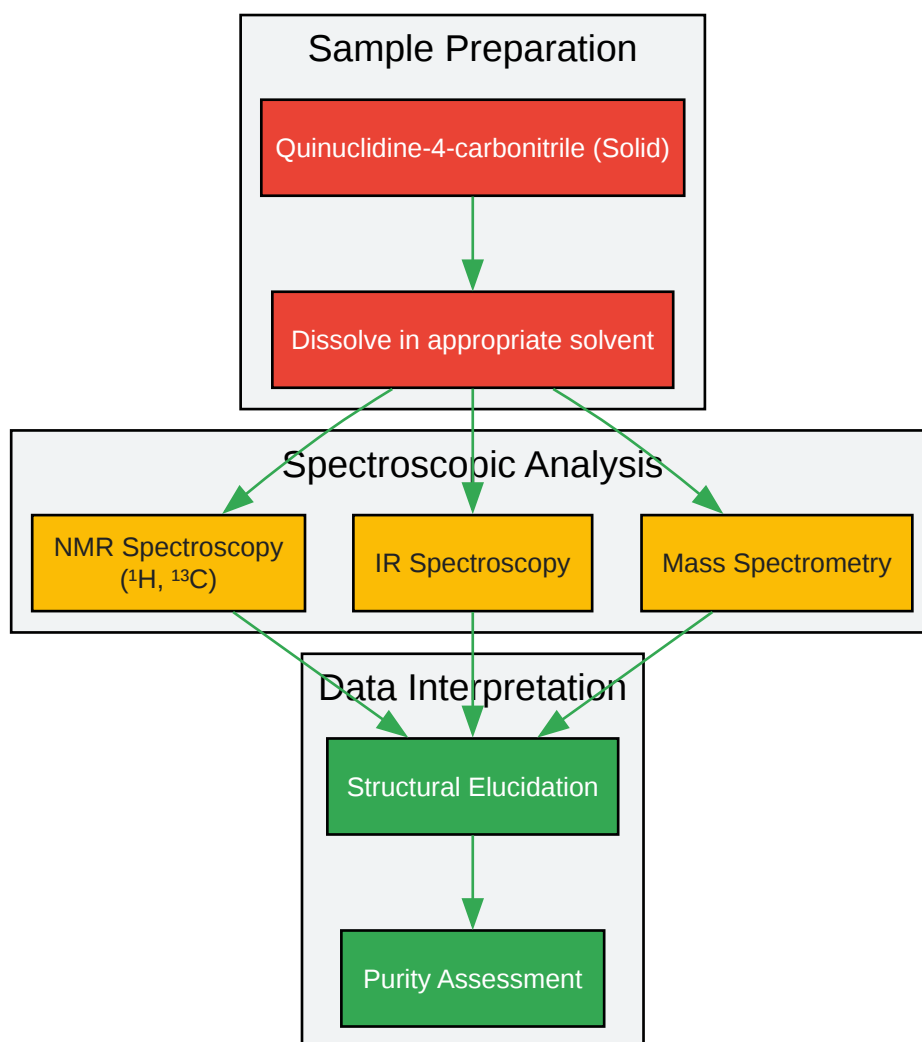 Sample Preparation
Quinuclidine-4-carbonitrile (Solid)
Dissolve in appropriate solvent
Spectroscopic Analysis
NMR Spectroscopy
(¹H, ¹³C)
IR Spectroscopy
Mass Spectrometry
Data Interpretation
Structural Elucidation
Purity Assessment